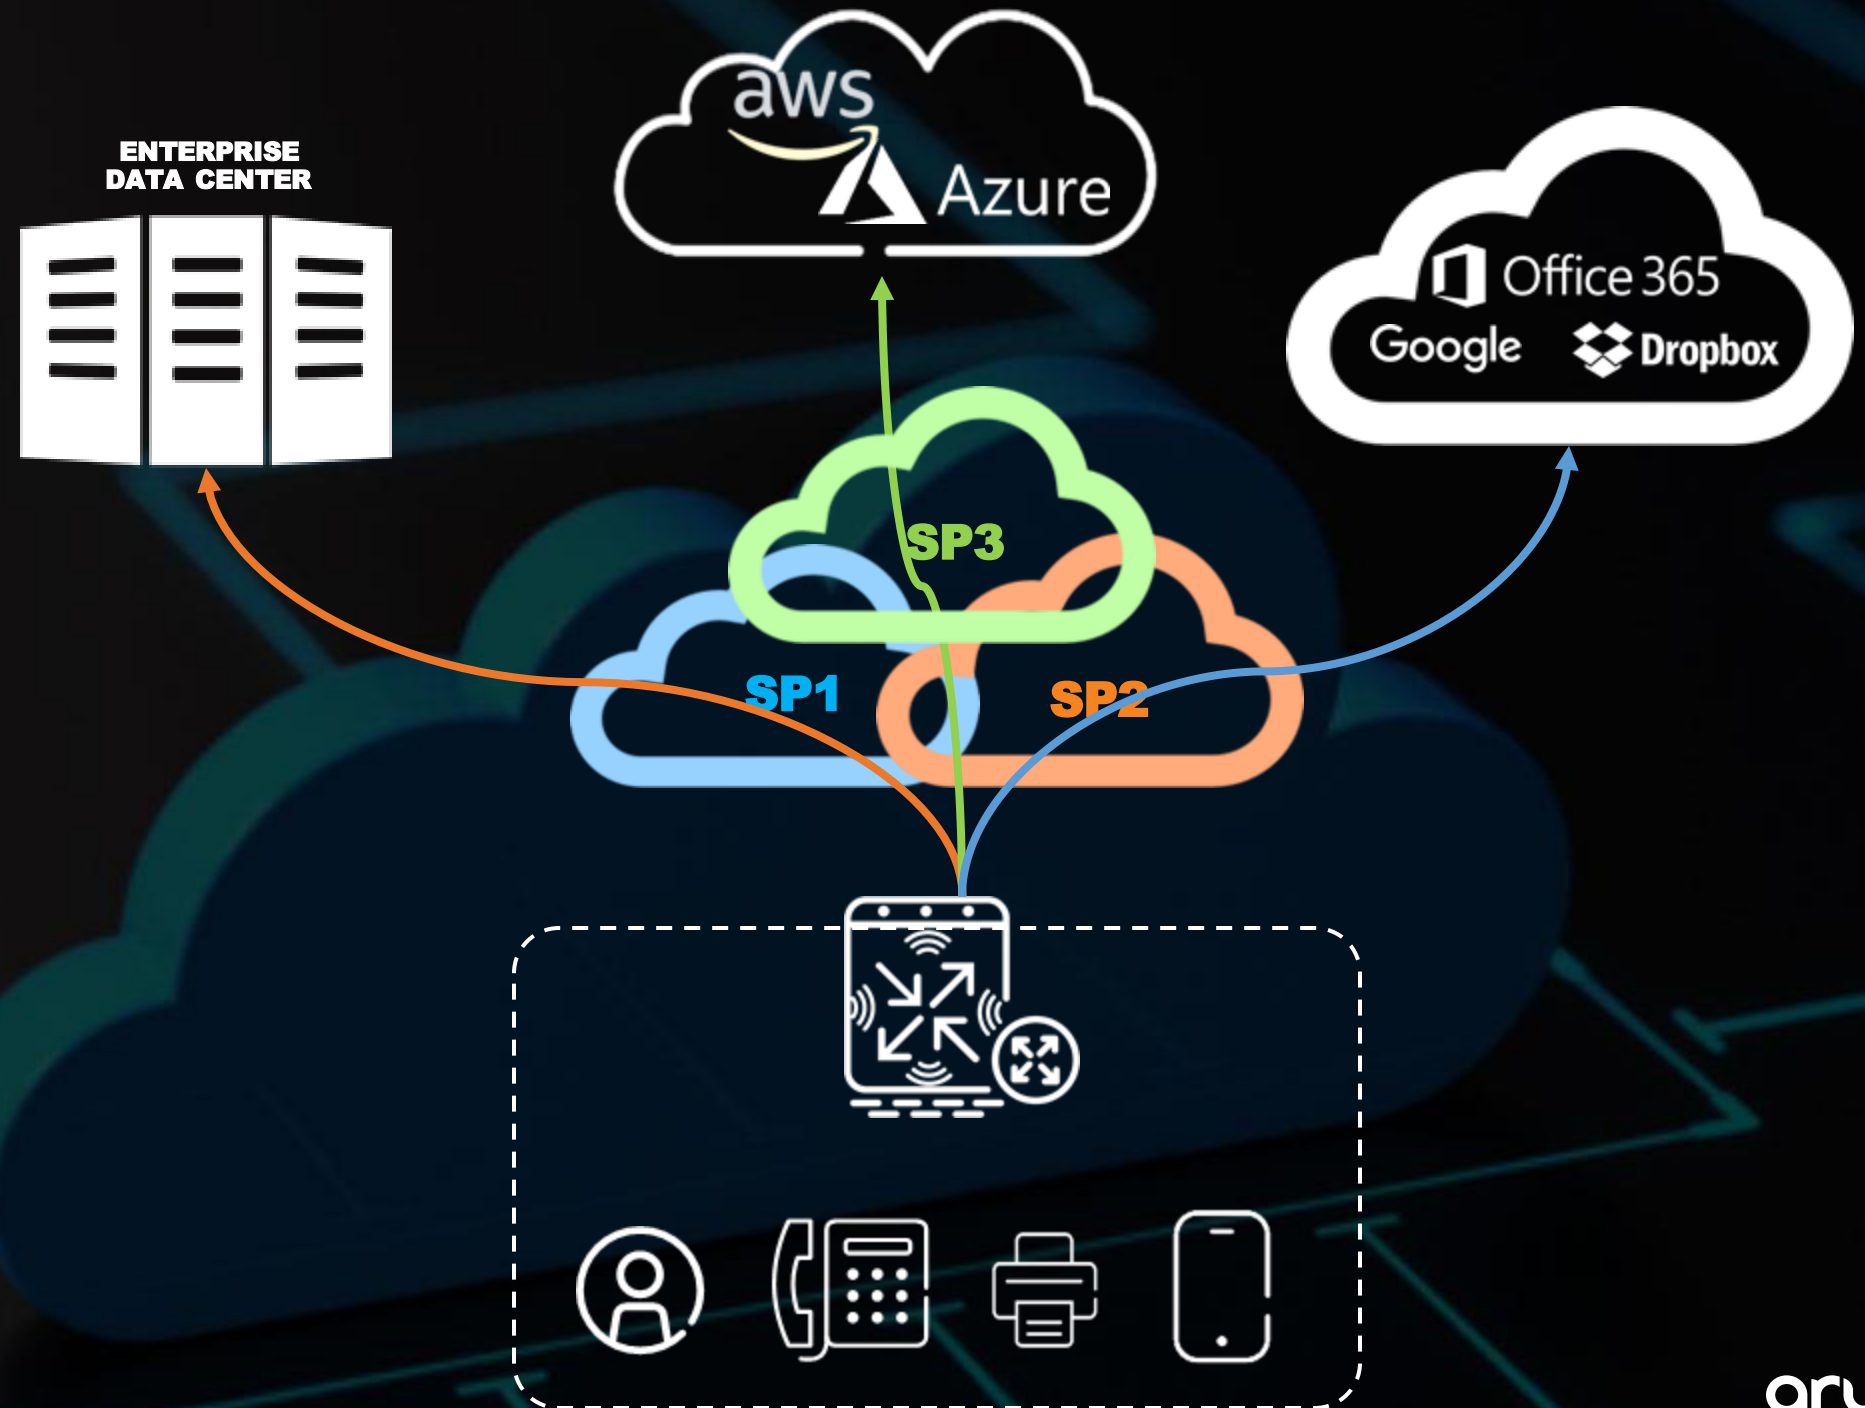 aws
Azure
ENTERPRISE
DATA CENTER
Office 365
Google
Dropbox
SP3
SP1
SP2